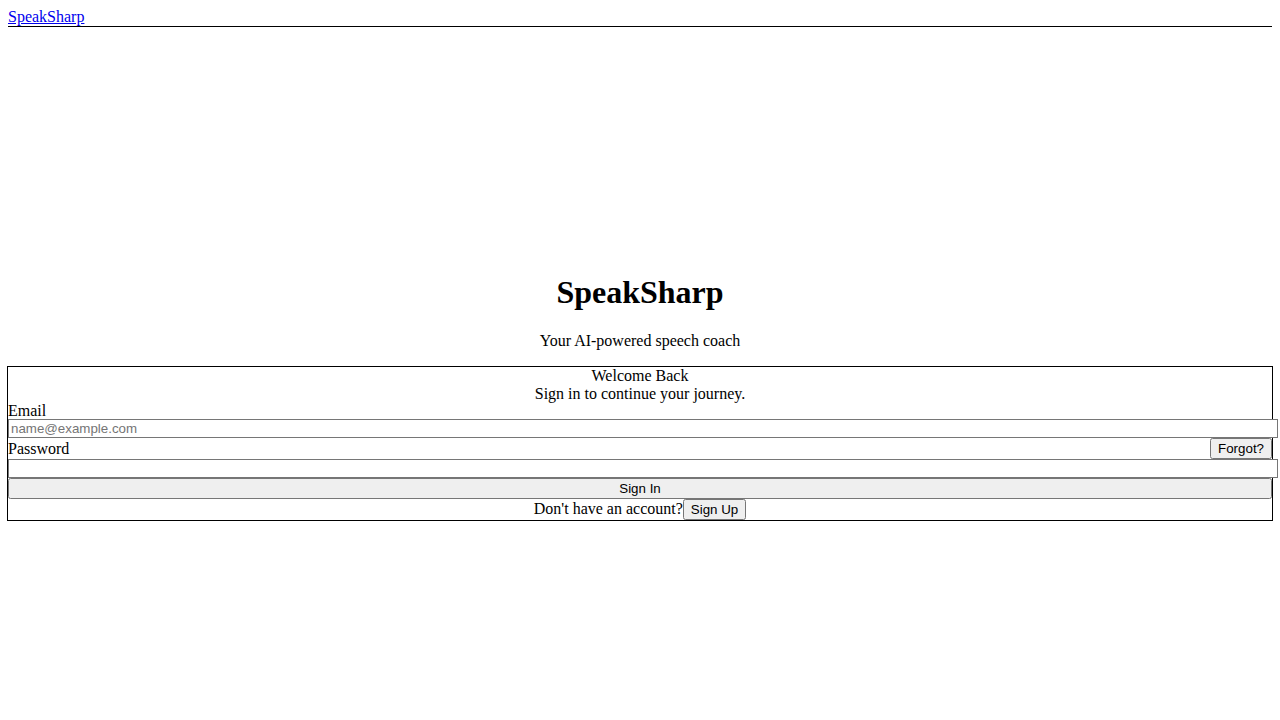 SpeakSharp
SpeakSharp
Your AI-powered speech coach
Welcome Back
Sign in to continue your journey.
Email
name@example.com
Password Forgot?
Sign In
Don't have an account? Sign Up